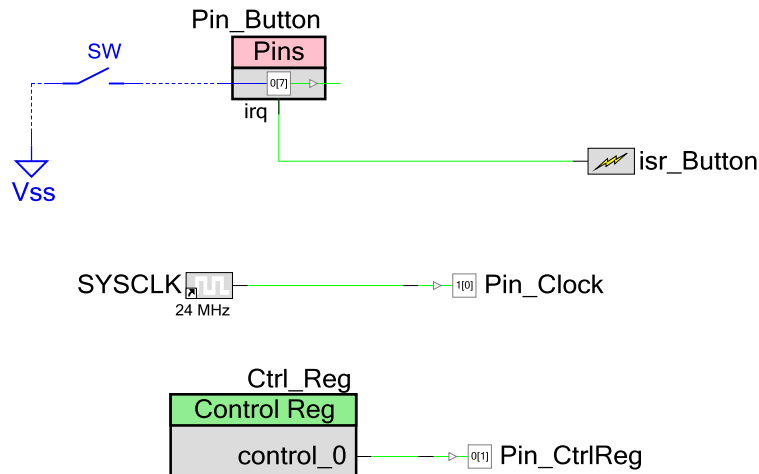 Pin_Button
SW
Pins
0[7]
irq
isr_Button
Vss
SYSCLK
1[0]
Pin_Clock
24 MHz
Ctrl_Reg
Control Reg
control_0
0[1]
Pin_CtrlReg